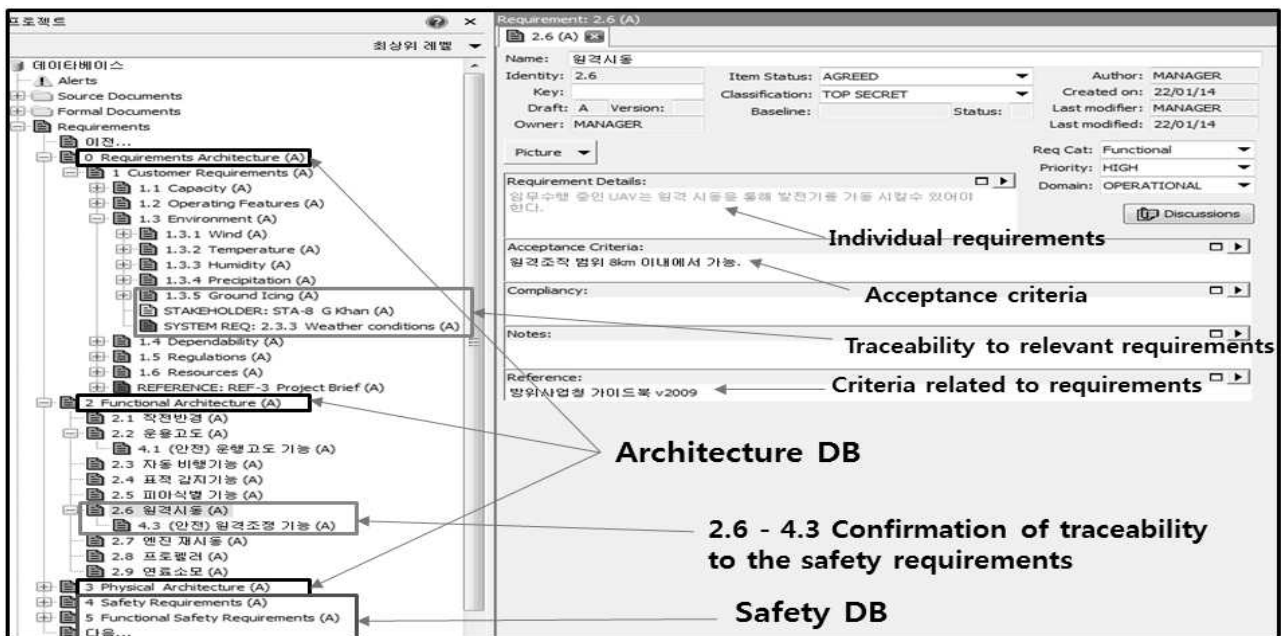 프로젝트
최상위 레벨
데이타베이스
Alerts
Source Documents
Formal Documents
Requirements
이전...
0 Requirements Architecture (A)
1 Customer Requirements (A)
1.1 Capacity (A)
1.2 Operating Features (A)
1.3 Environment (A)
1.3.1 Wind (A)
1.3.2 Temperature (A)
1.3.3 Humidity (A)
1.3.4 Precipitation (A)
1.3.5 Ground Icing (A)
STAKEHOLDER: STA-8 G Khan (A)
SYSTEM REQ: 2.3.3 Weather conditions (A)
1.4 Dependability (A)
1.5 Regulations (A)
1.6 Resources (A)
REFERENCE: REF-3 Project Brief (A)
2 Functional Architecture (A)
2.1 작전반경 (A)
2.2 운용고도 (A)
4.1 (안전) 운행고도 기능 (A)
2.3 자동 비행기능 (A)
2.4 표적 감지기능 (A)
2.5 피아식별 기능 (A)
2.6 원격시동 (A)
4.3 (안전) 원격조정 기능 (A)
2.7 엔진 재시동 (A)
2.8 프로펠러 (A)
2.9 연료소모 (A)
3 Physical Architecture (A)
4 Safety Requirements (A)
5 Functional Safety Requirements (A)
다음...
Requirement: 2.6 (A)
2.6 (A)
Name: 원격시동
Identity: 2.6 Item Status: AGREED Author: MANAGER
Key: Classification: TOP SECRET Created on: 22/01/14
Draft: A Version: Baseline: Status: Last modifier: MANAGER
Owner: MANAGER Last modified: 22/01/14
Picture Req Cat: Functional
Priority: HIGH
Requirement Details: Domain: OPERATIONAL
임무수행 중인 UAV는 원격 시동을 통해 발전기를 가동 시킬수 있어야
한다.
Discussions
Individual requirements
Acceptance Criteria:
원격조작 범위 8km 이내에서 가능.
Compliancy:
Acceptance criteria
Notes:
Traceability to relevant requirements
Reference:
방위사업청 가이드북 v2009
Criteria related to requirements
Architecture DB
2.6 - 4.3 Confirmation of traceability
to the safety requirements
Safety DB